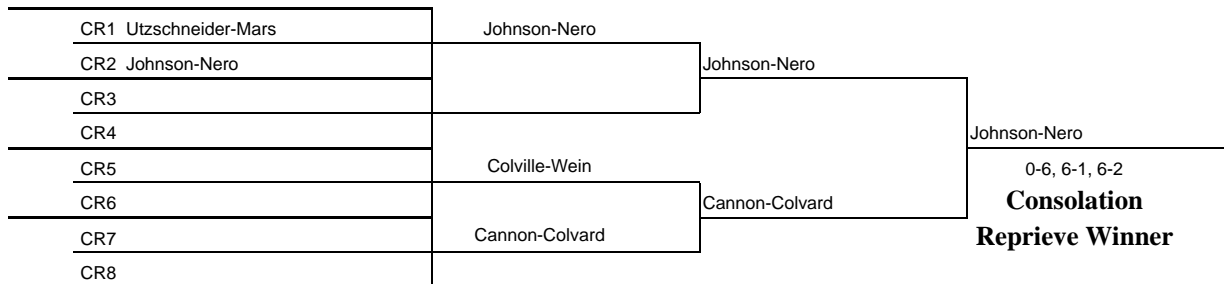 CR1 Utzschneider-Mars
Johnson-Nero
CR2 Johnson-Nero
Johnson-Nero
CR3
CR4
Johnson-Nero
CR5
Colville-Wein
0-6, 6-1, 6-2
CR6
Cannon-Colvard
Consolation
CR7
Cannon-Colvard
Reprieve Winner
CR8